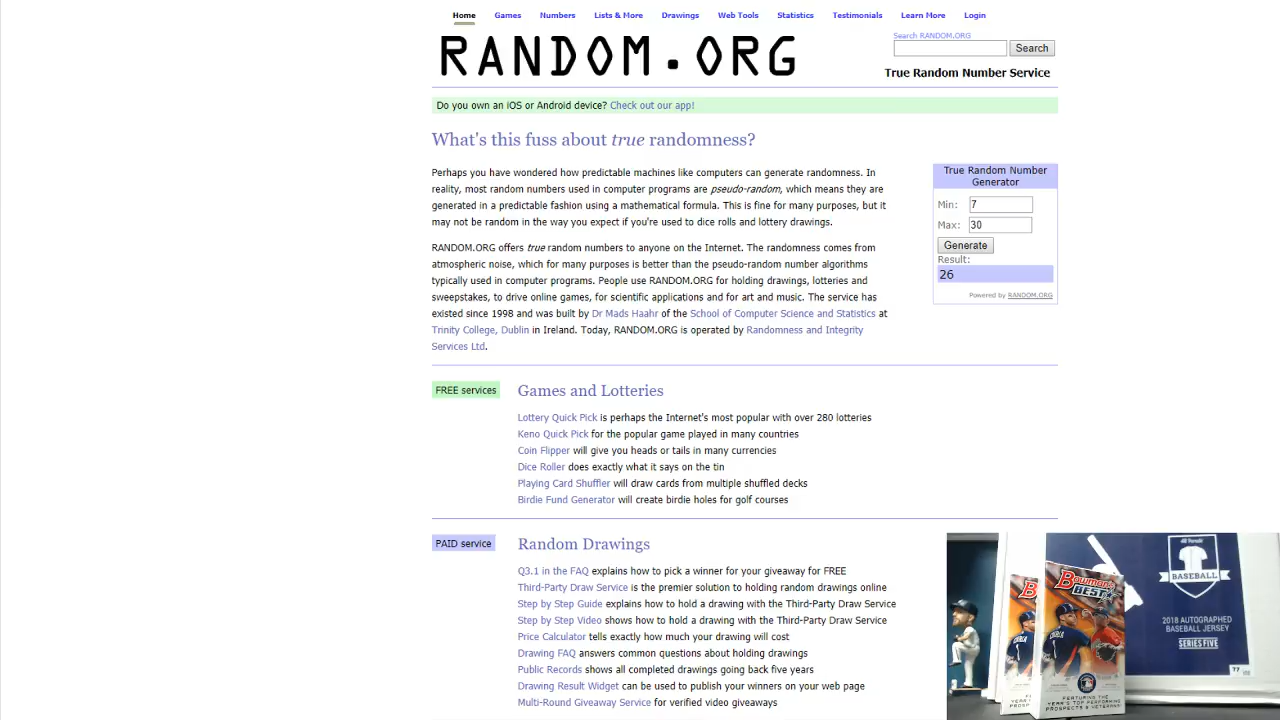 Home Games Numbers Lists & More Drawings Web Tools Statistics Testimonials Learn More Login
RANDOM.ORG
Search RANDOM.ORG
Search
True Random Number Service
Do you own an iOS or Android device? Check out our app!
What's this fuss about true randomness?
Perhaps you have wondered how predictable machines like computers can generate randomness. In
reality, most random numbers used in computer programs are pseudo-random, which means they are
generated in a predictable fashion using a mathematical formula. This is fine for many purposes, but it
may not be random in the way you expect if you're used to dice rolls and lottery drawings.
RANDOM.ORG offers true random numbers to anyone on the Internet. The randomness comes from
atmospheric noise, which for many purposes is better than the pseudo-random number algorithms
typically used in computer programs. People use RANDOM.ORG for holding drawings, lotteries and
sweepstakes, to drive online games, for scientific applications and for art and music. The service has
existed since 1998 and was built by Dr Mads Haahr of the School of Computer Science and Statistics at
Trinity College, Dublin in Ireland. Today, RANDOM.ORG is operated by Randomness and Integrity
Services Ltd.
True Random Number
Generator
Min: 7
Max: 30
Generate
Result:
26
Powered by RANDOM.ORG
FREE services
Games and Lotteries
Lottery Quick Pick is perhaps the Internet's most popular with over 280 lotteries
Keno Quick Pick for the popular game played in many countries
Coin Flipper will give you heads or tails in many currencies
Dice Roller does exactly what it says on the tin
Playing Card Shuffler will draw cards from multiple shuffled decks
Birdie Fund Generator will create birdie holes for golf courses
PAID service
Random Drawings
Q3.1 in the FAQ explains how to pick a winner for your giveaway for FREE
Third-Party Draw Service is the premier solution to holding random drawings online
Step by Step Guide explains how to hold a drawing with the Third-Party Draw Service
Step by Step Video shows how to hold a drawing with the Third-Party Draw Service
Price Calculator tells exactly how much your drawing will cost
Drawing FAQ answers common questions about holding drawings
Public Records shows all completed drawings going back five years
Drawing Result Widget can be used to publish your winners on your web page
Multi-Round Giveaway Service for verified video giveaways
Bowman's
BEST
FEATURING THE
YEAR'S TOP PERFORMING
PROSPECTS & VETERANS!
BASEBALL
2018 AUTOGRAPHED
BASEBALL JERSEY
SERIES FIVE